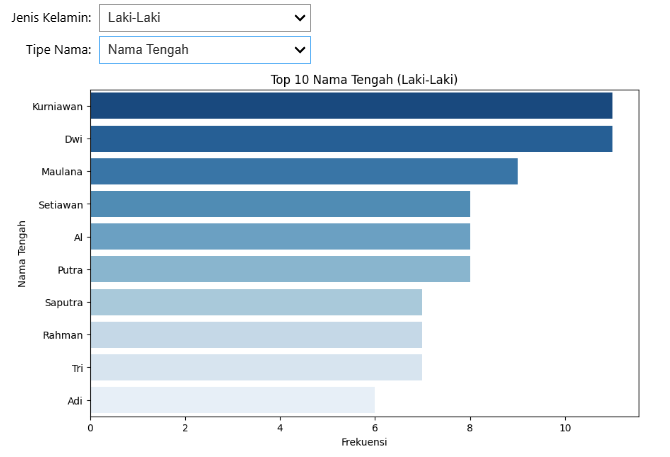 Jenis Kelamin: Laki-Laki
Tipe Nama: Nama Tengah
Top 10 Nama Tengah (Laki-Laki)
Nama Tengah
Kurniawan
Dwi
Maulana
Setiawan
Al
Putra
Saputra
Rahman
Tri
Adi
0 2 4 6 8 10
Frekuensi